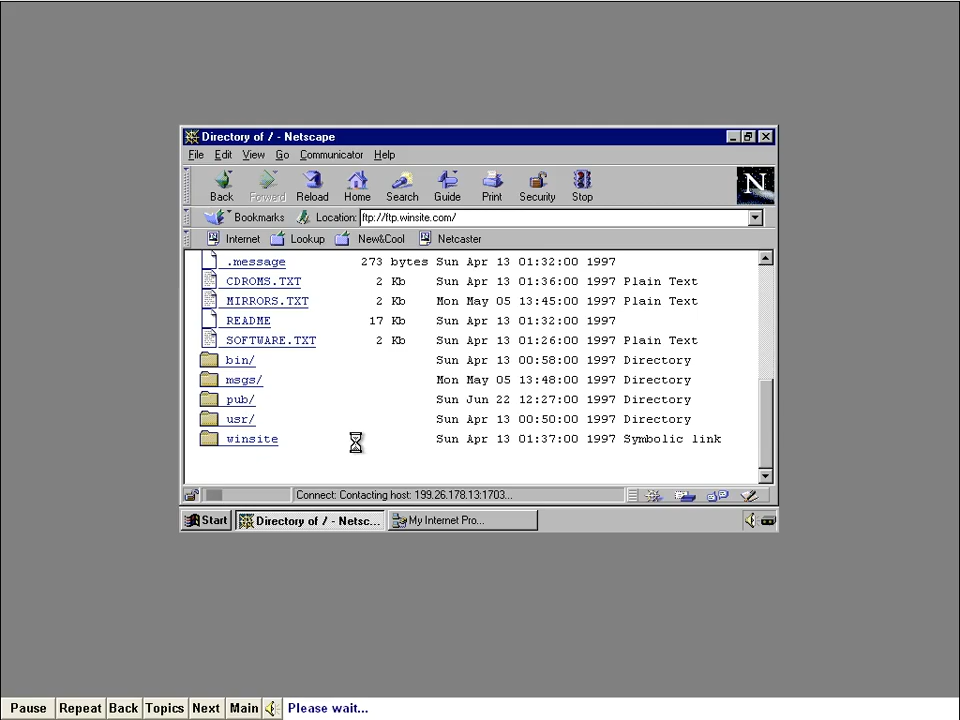 Directory of / - Netscape
File Edit View Go Communicator Help
Back Forward Reload Home Search Guide Print Security Stop
N
Bookmarks Location: ftp://ftp.winsite.com/
Internet Lookup New&Cool Netcaster
.message 273 bytes Sun Apr 13 01:32:00 1997
CDROMS.TXT 2 Kb Sun Apr 13 01:36:00 1997 Plain Text
MIRRORS.TXT 2 Kb Mon May 05 13:45:00 1997 Plain Text
README 17 Kb Sun Apr 13 01:32:00 1997
SOFTWARE.TXT 2 Kb Sun Apr 13 01:26:00 1997 Plain Text
bin/ Sun Apr 13 00:58:00 1997 Directory
msgs/ Mon May 05 13:48:00 1997 Directory
pub/ Sun Jun 22 12:27:00 1997 Directory
usr/ Sun Apr 13 00:50:00 1997 Directory
winsite Sun Apr 13 01:37:00 1997 Symbolic link
Connect: Contacting host: 199.26.178.13:1703...
Start Directory of / - Netsc... My Internet Pro...
Pause Repeat Back Topics Next Main Please wait...